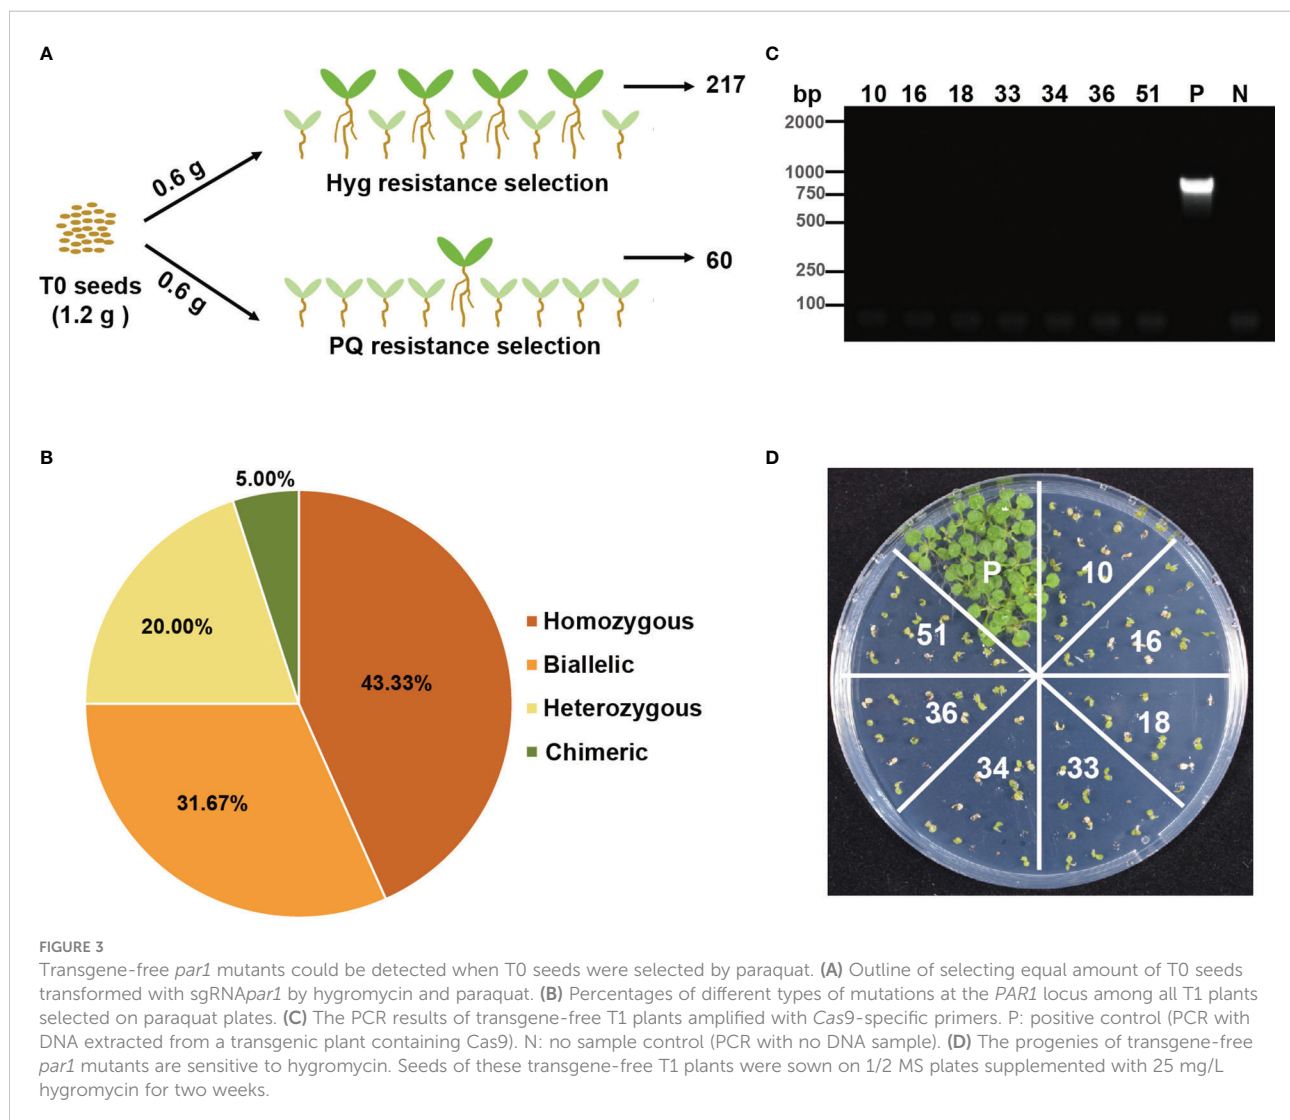 A
0.6 g
217
Hyg resistance selection
T0 seeds
(1.2 g )
0.6 g
60
PQ resistance selection
C
bp 10 16 18 33 34 36 51 P N
2000
1000
750
500
250
100
B
5.00%
20.00%
43.33%
31.67%
Homozygous
Biallelic
Heterozygous
Chimeric
D
P
10
51
16
36
18
34
33
FIGURE 3
Transgene-free par1 mutants could be detected when T0 seeds were selected by paraquat. (A) Outline of selecting equal amount of T0 seeds
transformed with sgRNApar1 by hygromycin and paraquat. (B) Percentages of different types of mutations at the PAR1 locus among all T1 plants
selected on paraquat plates. (C) The PCR results of transgene-free T1 plants amplified with Cas9-specific primers. P: positive control (PCR with
DNA extracted from a transgenic plant containing Cas9). N: no sample control (PCR with no DNA sample). (D) The progenies of transgene-free
par1 mutants are sensitive to hygromycin. Seeds of these transgene-free T1 plants were sown on 1/2 MS plates supplemented with 25 mg/L
hygromycin for two weeks.